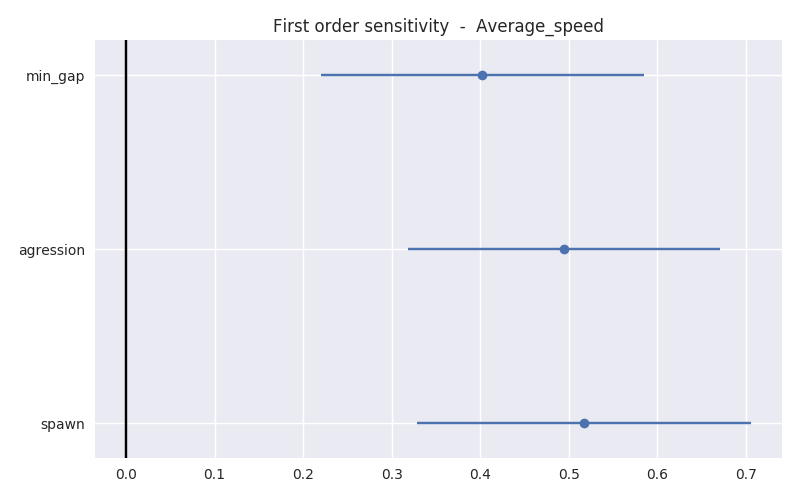 First order sensitivity - Average_speed
min_gap
agression
spawn
0.0 0.1 0.2 0.3 0.4 0.5 0.6 0.7